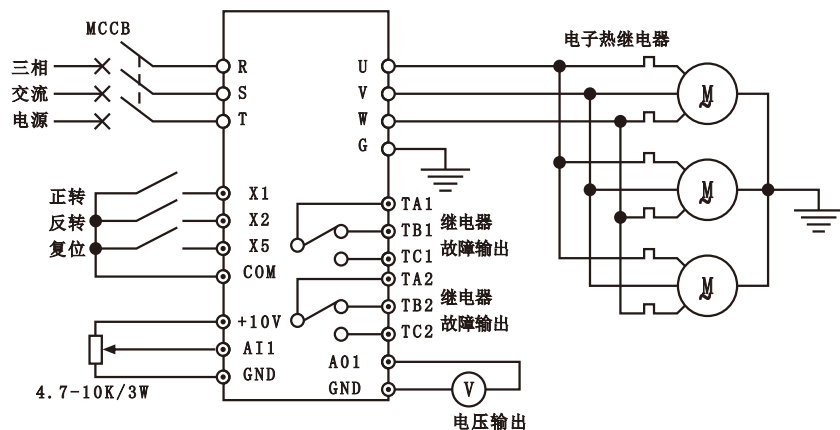 MCCB
三相
交流
电源
R
S
T
正转
反转
复位
X1
X2
X5
COM
+10V
AI1
GND
4.7-10K/3W
U
V
W
G
TA1
TB1
TC1
继电器
故障输出
TA2
TB2
TC2
继电器
故障输出
AO1
GND
V
电压输出
电子热继电器
M
~
M
~
M
~